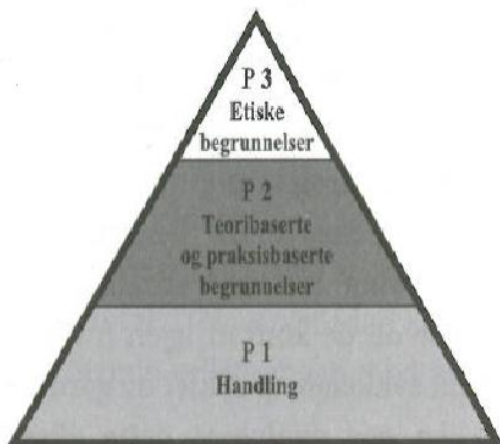 P 3
Etiske
begrunnelser
P 2
Teoribaserte
og praksisbaserte
begrunnelser
P 1
Handling